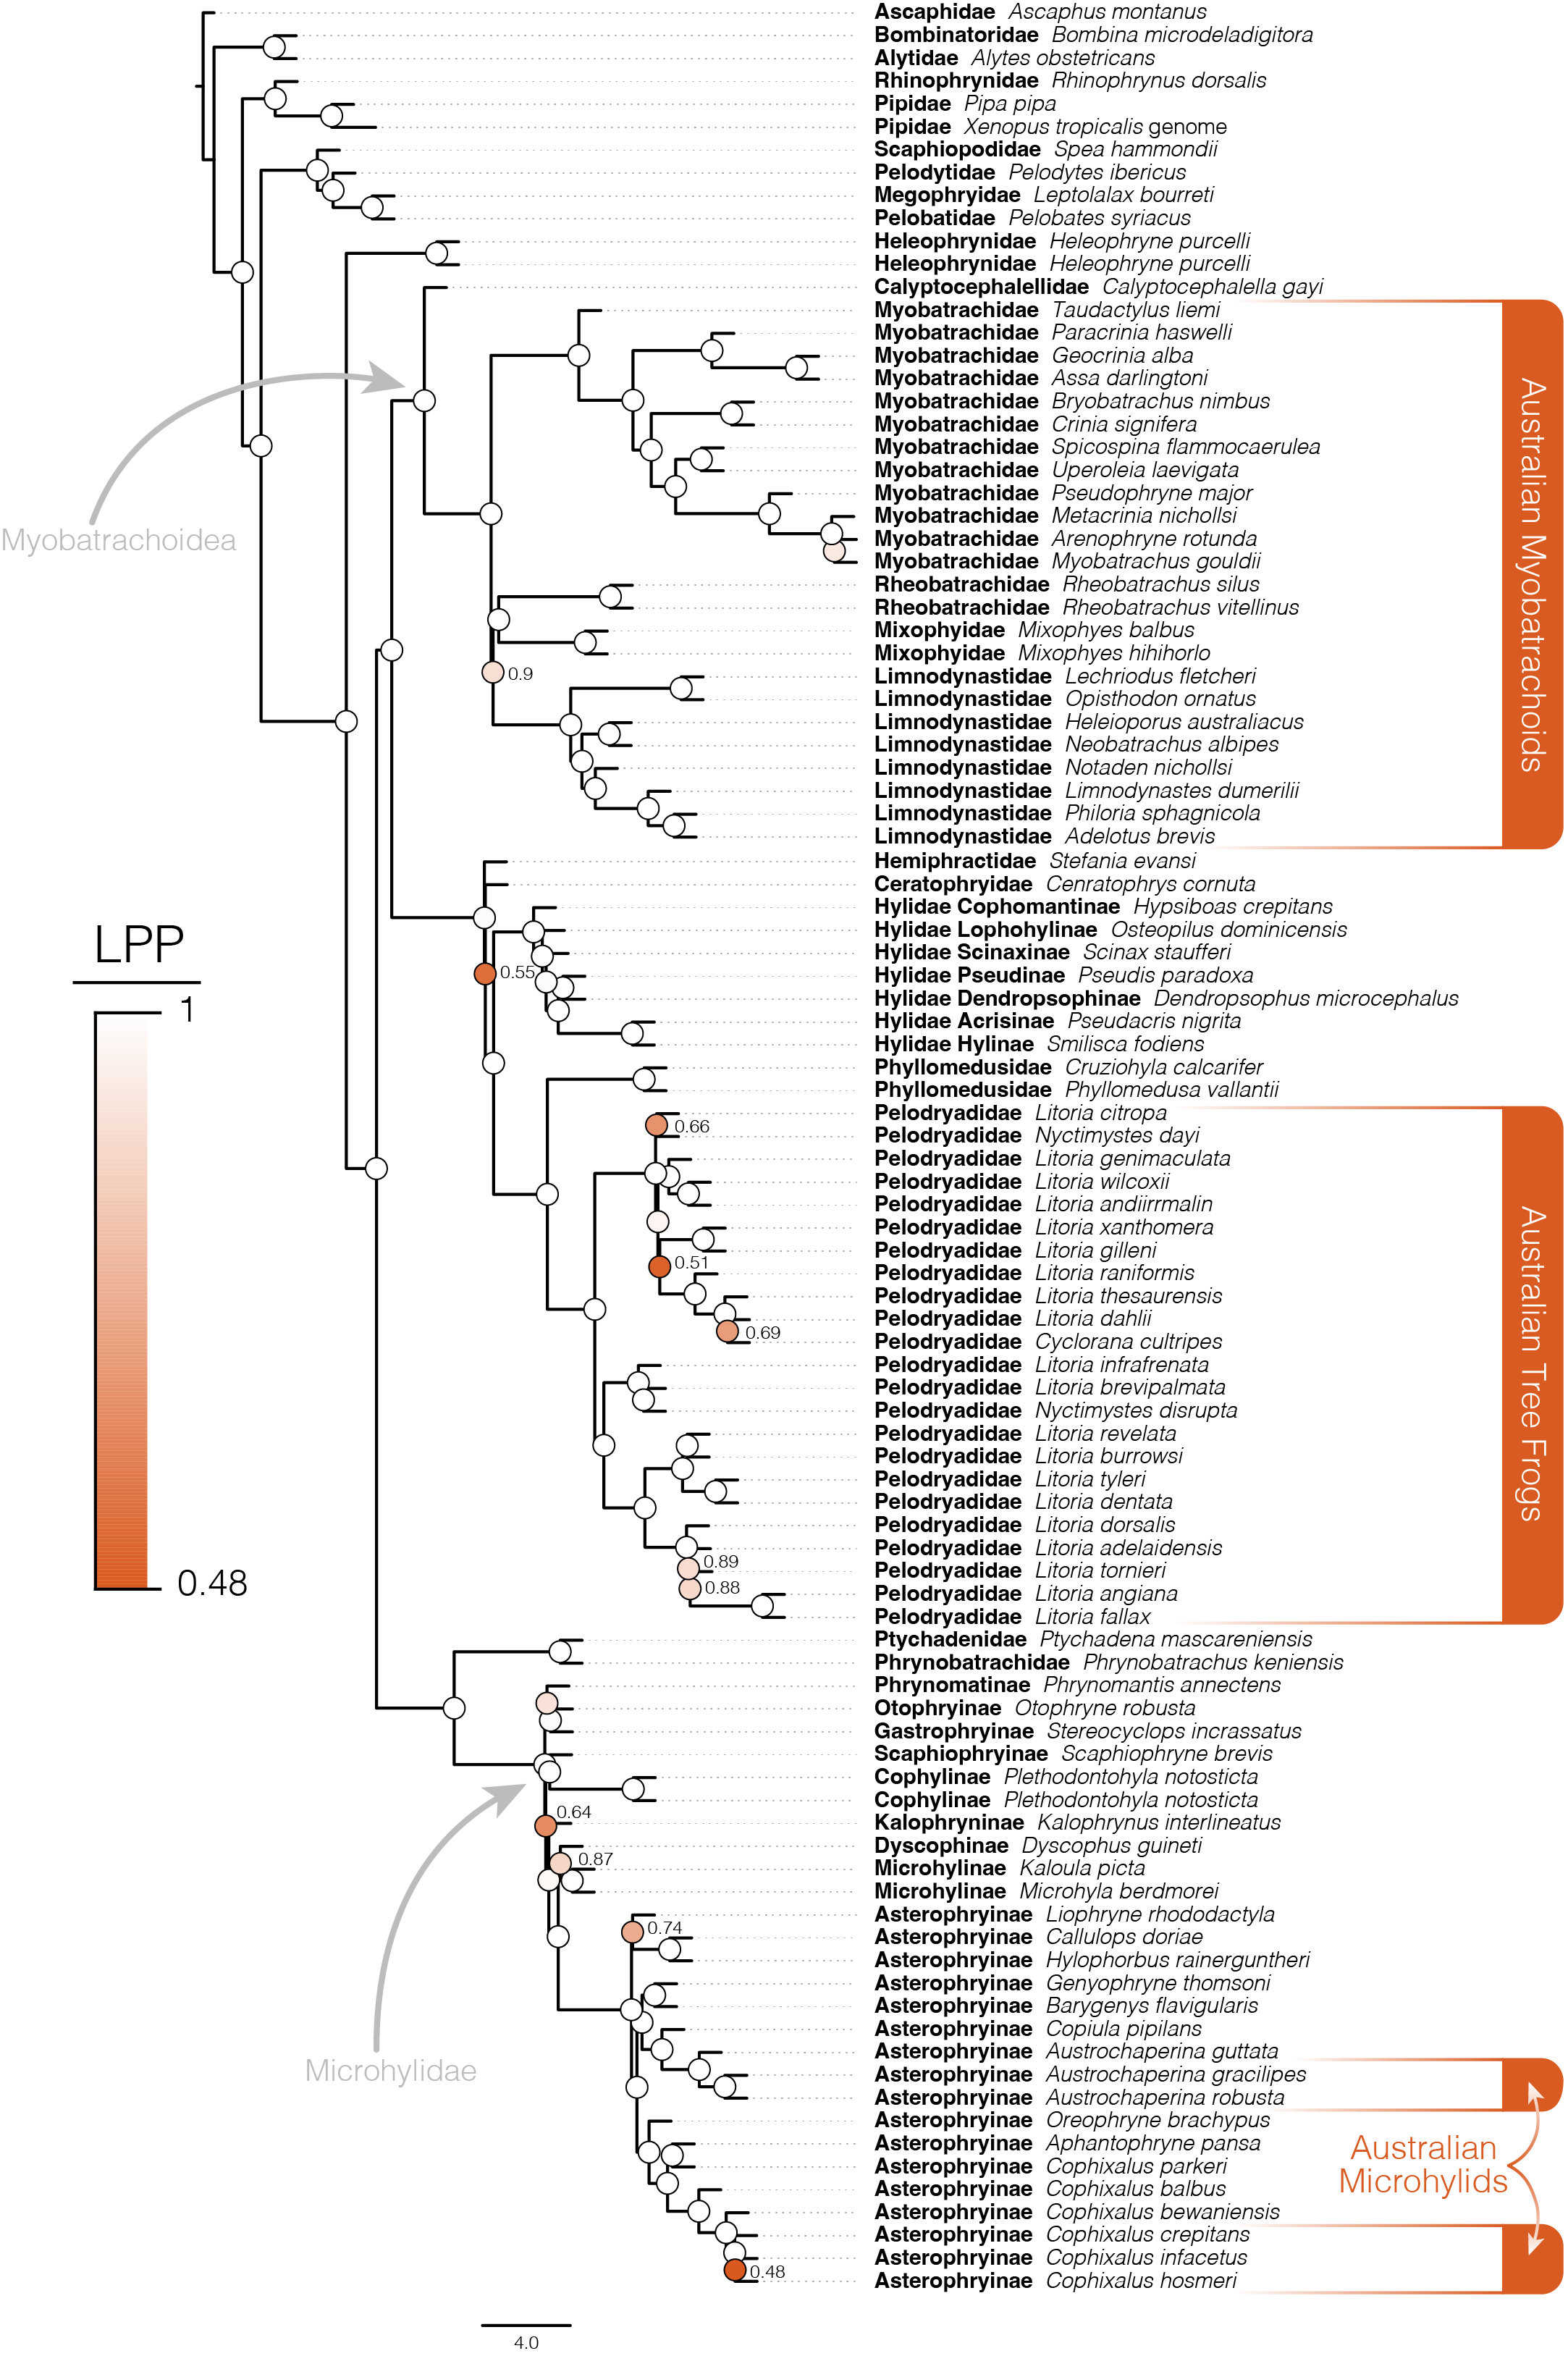 Ascaphidae Ascaphus montanus
Bombinatoridae Bombina microdeladigitora
Alytidae Alytes obstetricans
Rhinophrynidae Rhinophrynus dorsalis
Pipidae Pipa pipa
Pipidae Xenopus tropicalis genome
Scaphiopodidae Spea hammondii
Pelodytidae Pelodytes ibericus
Megophryidae Leptolalax bourreti
Pelobatidae Pelobates syriacus
Heleophrynidae Heleophryne purcelli
Heleophrynidae Heleophryne purcelli
Calyptocephalellidae Calyptocephalella gayi
Myobatrachidae Taudactylus liemi
Myobatrachidae Paracrinia haswelli
Myobatrachidae Geocrinia alba
Myobatrachidae Assa darlingtoni
Myobatrachidae Bryobatrachus nimbus
Myobatrachidae Crinia signifera
Myobatrachidae Spicospina flammocaerulea
Myobatrachidae Uperoleia laevigata
Myobatrachidae Pseudophryne major
Myobatrachidae Metacrinia nichollsi
Myobatrachidae Arenophryne rotunda
Myobatrachidae Myobatrachus gouldii
Rheobatrachidae Rheobatrachus silus
Rheobatrachidae Rheobatrachus vitellinus
Mixophyidae Mixophyes balbus
Mixophyidae Mixophyes hihihorlo
Limnodynastidae Lechriodus fletcheri
Limnodynastidae Opisthodon ornatus
Limnodynastidae Heleioporus australiacus
Limnodynastidae Neobatrachus albipes
Limnodynastidae Notaden nichollsi
Limnodynastidae Limnodynastes dumerilii
Limnodynastidae Philoria sphagnicola
Limnodynastidae Adelotus brevis
Hemiphractidae Stefania evansi
Ceratophryidae Cenratophrys cornuta
Hylidae Cophomantinae Hypsiboas crepitans
Hylidae Lophohylinae Osteopilus dominicensis
Hylidae Scinaxinae Scinax staufferi
Hylidae Pseudinae Pseudis paradoxa
Hylidae Dendropsophinae Dendropsophus microcephalus
Hylidae Acrisinae Pseudacris nigrita
Hylidae Hylinae Smilisca fodiens
Phyllomedusidae Cruziohyla calcarifer
Phyllomedusidae Phyllomedusa vallantii
Pelodryadidae Litoria citropa
Pelodryadidae Nyctimystes dayi
Pelodryadidae Litoria genimaculata
Pelodryadidae Litoria wilcoxii
Pelodryadidae Litoria andiirrmalin
Pelodryadidae Litoria xanthomera
Pelodryadidae Litoria gilleni
Pelodryadidae Litoria raniformis
Pelodryadidae Litoria thesaurensis
Pelodryadidae Litoria dahlii
Pelodryadidae Cyclorana cultripes
Pelodryadidae Litoria infrafrenata
Pelodryadidae Litoria brevipalmata
Pelodryadidae Nyctimystes disrupta
Pelodryadidae Litoria revelata
Pelodryadidae Litoria burrowsi
Pelodryadidae Litoria tyleri
Pelodryadidae Litoria dentata
Pelodryadidae Litoria dorsalis
Pelodryadidae Litoria adelaidensis
Pelodryadidae Litoria tornieri
Pelodryadidae Litoria angiana
Pelodryadidae Litoria fallax
Ptychadenidae Ptychadena mascareniensis
Phrynobatrachidae Phrynobatrachus keniensis
Phrynomatinae Phrynomantis annectens
Otophryinae Otophryne robusta
Gastrophryinae Stereocyclops incrassatus
Scaphiophryinae Scaphiophryne brevis
Cophylinae Plethodontohyla notosticta
Cophylinae Plethodontohyla notosticta
Kalophryninae Kalophrynus interlineatus
Dyscophinae Dyscophus guineti
Microhylinae Kaloula picta
Microhylinae Microhyla berdmorei
Asterophryinae Liophryne rhododactyla
Asterophryinae Callulops doriae
Asterophryinae Hylophorbus rainerguntheri
Asterophryinae Genyophryne thomsoni
Asterophryinae Barygenys flavigularis
Asterophryinae Copiula pipilans
Asterophryinae Austrochaperina guttata
Asterophryinae Austrochaperina gracilipes
Asterophryinae Austrochaperina robusta
Asterophryinae Oreophryne brachypus
Asterophryinae Aphantophryne pansa
Asterophryinae Cophixalus parkeri
Asterophryinae Cophixalus balbus
Asterophryinae Cophixalus bewaniensis
Asterophryinae Cophixalus crepitans
Asterophryinae Cophixalus infacetus
Asterophryinae Cophixalus hosmeri
Australian Myobatrachoids
Australian Tree Frogs
Australian
Microhylids
Myobatrachoidea
Microhylidae
LPP
1
0.48
0.9
0.55
0.66
0.51
0.69
0.89
0.88
0.64
0.87
0.74
0.48
4.0